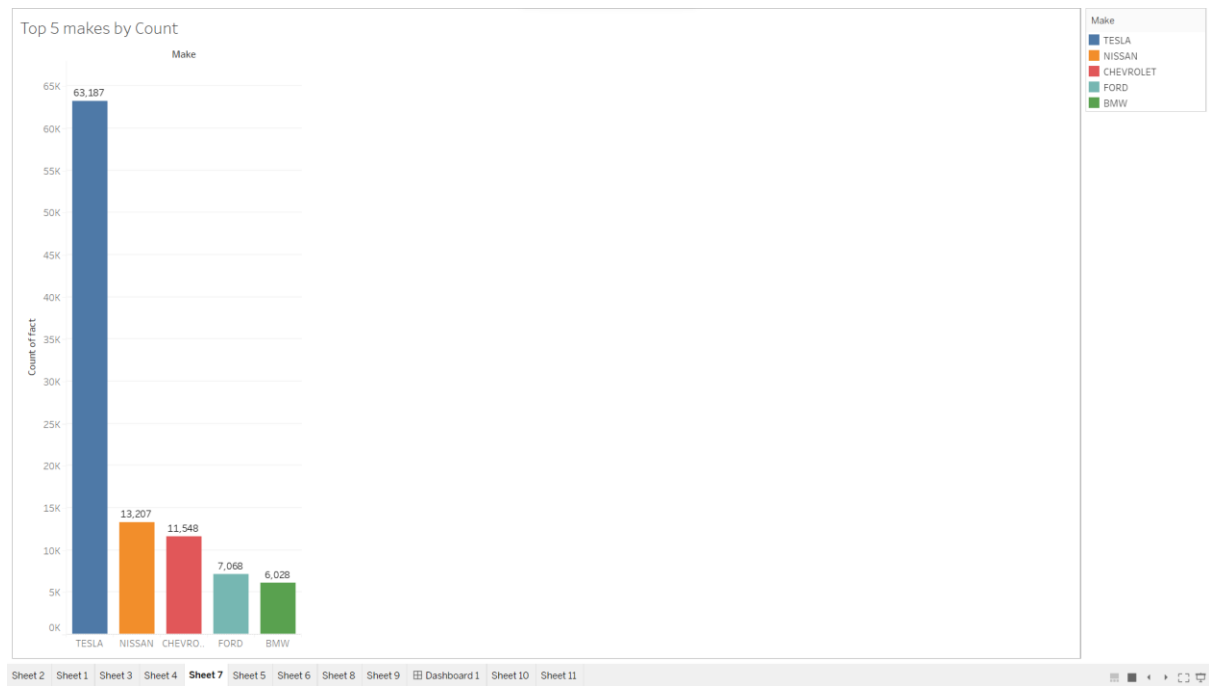 Top 5 makes by Count
Make
Count of fact
65K
60K
55K
50K
45K
40K
35K
30K
25K
20K
15K
10K
5K
0K
63,187
13,207
11,548
7,068
6,028
TESLA NISSAN CHEVRO.. FORD BMW
Make
TESLA
NISSAN
CHEVROLET
FORD
BMW
Sheet 2 Sheet 1 Sheet 3 Sheet 4 Sheet 7 Sheet 5 Sheet 6 Sheet 8 Sheet 9 Dashboard 1 Sheet 10 Sheet 11